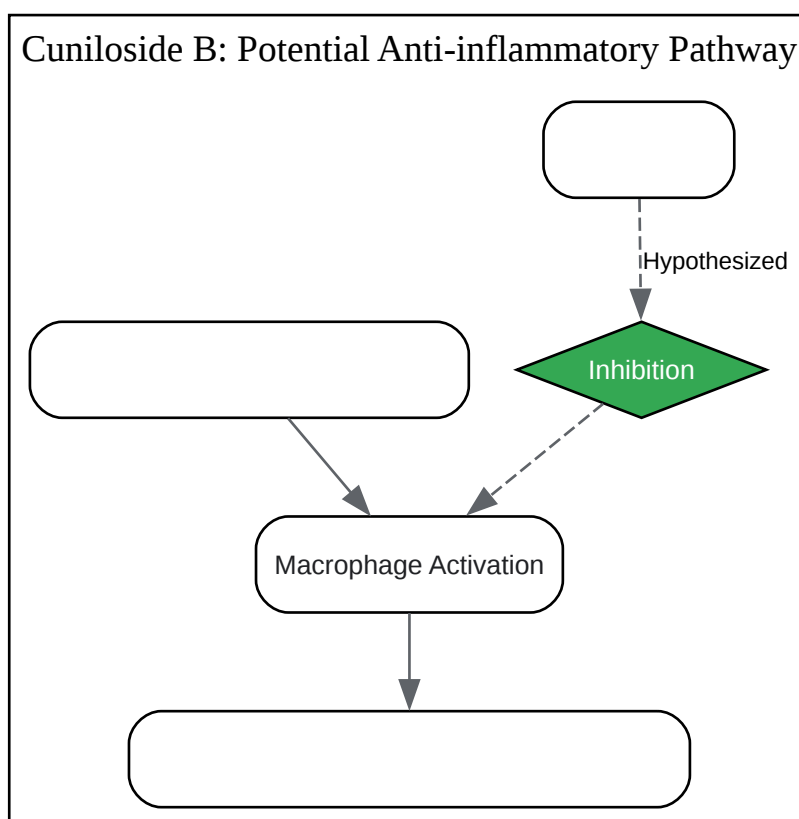 Cuniloside B: Potential Anti-inflammatory Pathway
Hypothesized
Inhibition
Macrophage Activation